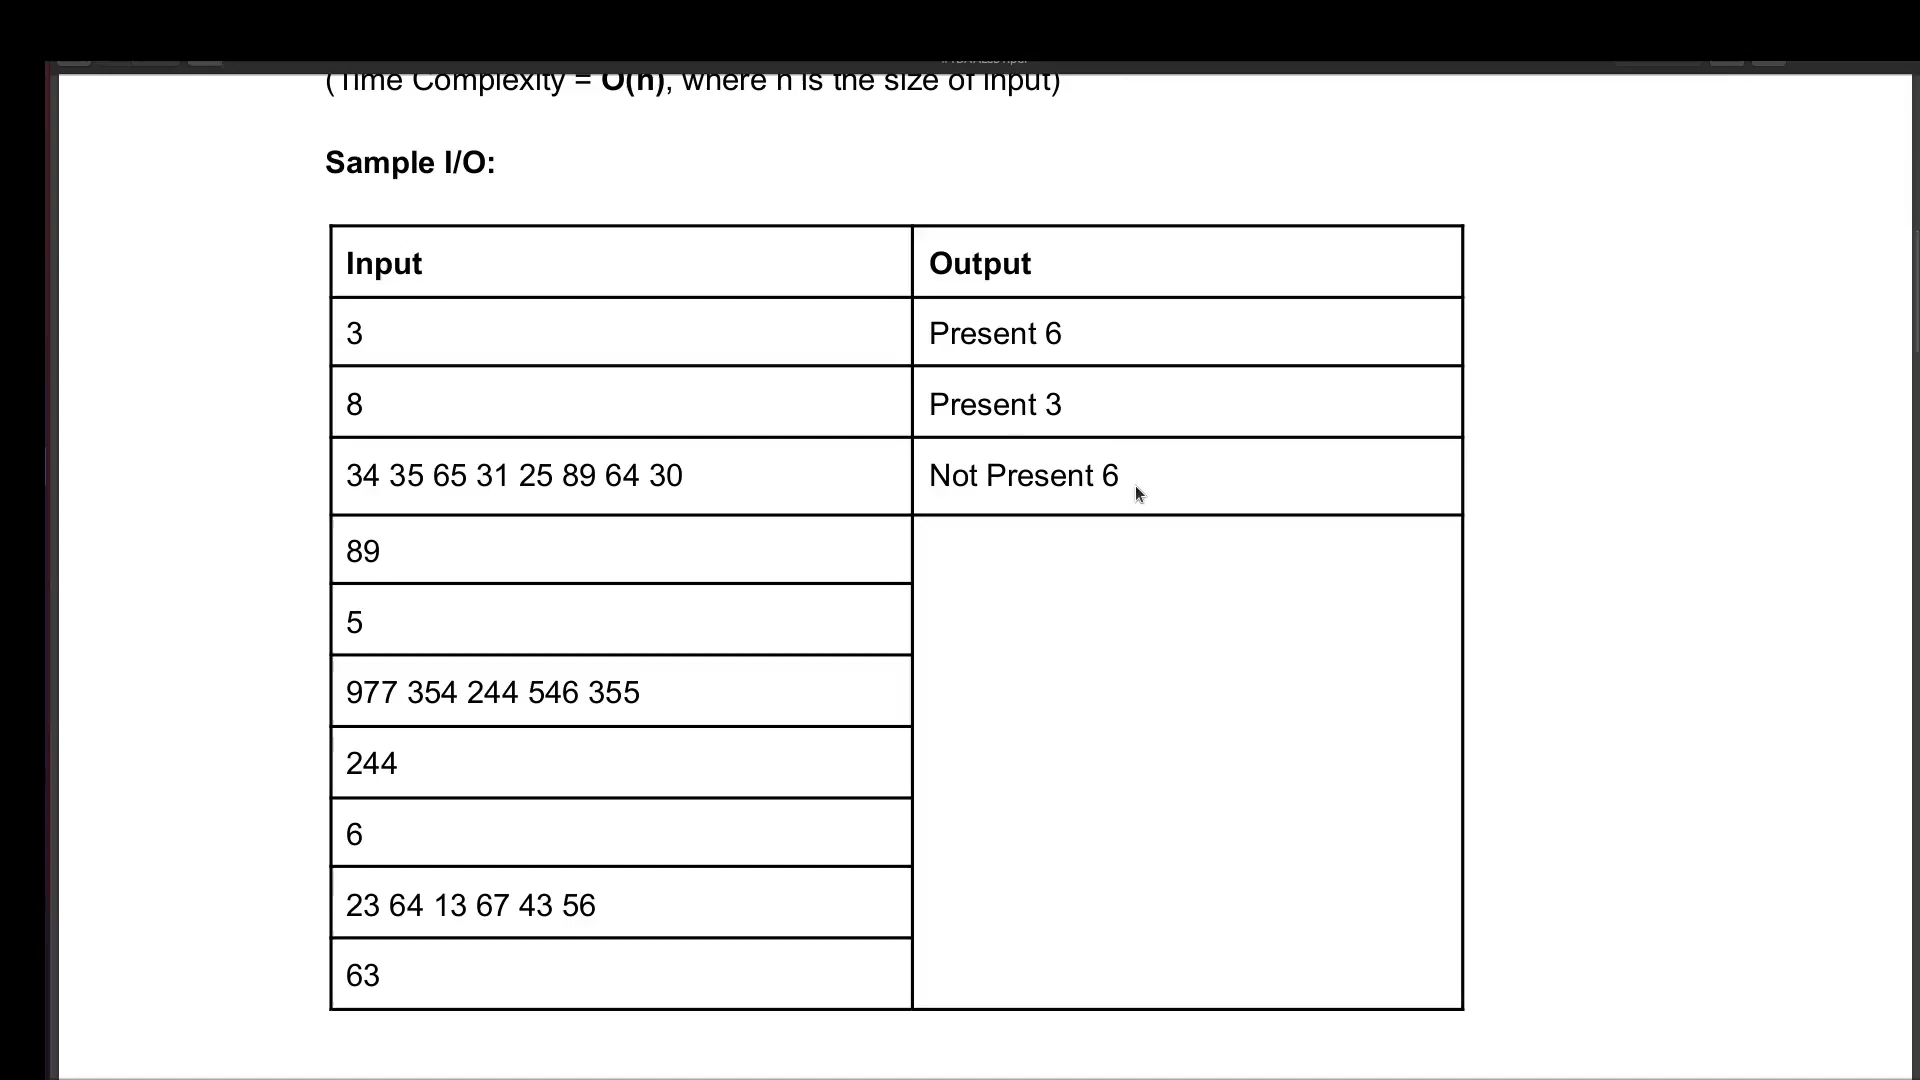 (Time Complexity = O(n), where n is the size of input)
Sample I/O:
Input Output
3 Present 6
8 Present 3
34 35 65 31 25 89 64 30 Not Present 6
89
5
977 354 244 546 355
244
6
23 64 13 67 43 56
63